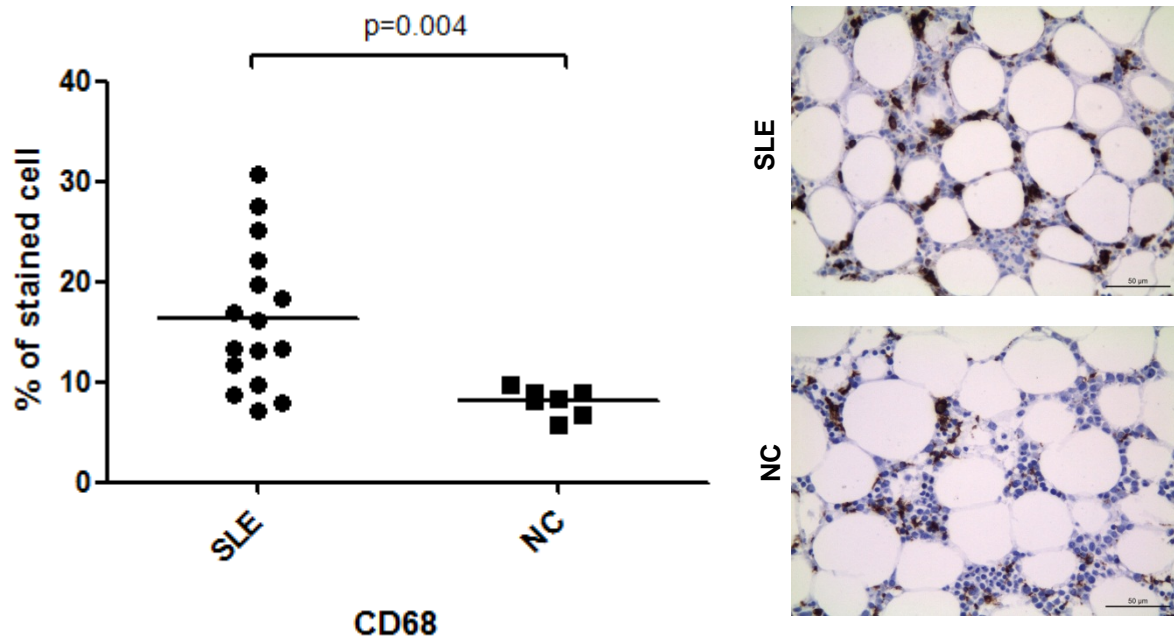 p=0.004
40
30
20
10
0
% of stained cell
SLE
NC
CD68
SLE
50 µm
NC
50 µm